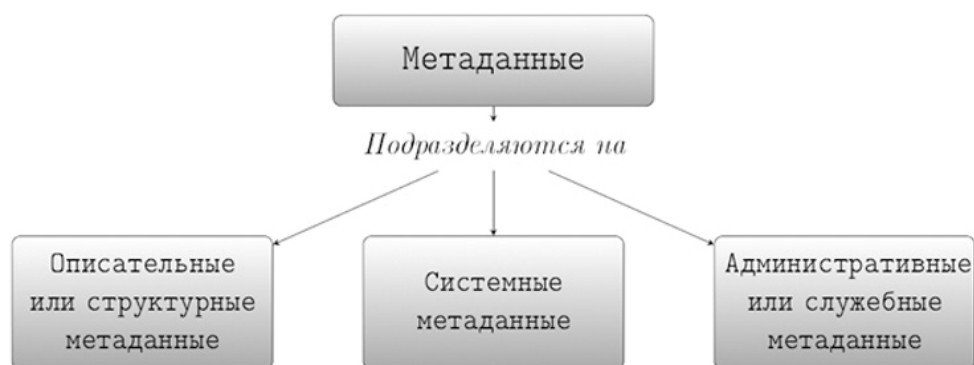 Метаданные
Подразделяются на
Описательные
или структурные
метаданные
Системные
метаданные
Административные
или служебные
метаданные